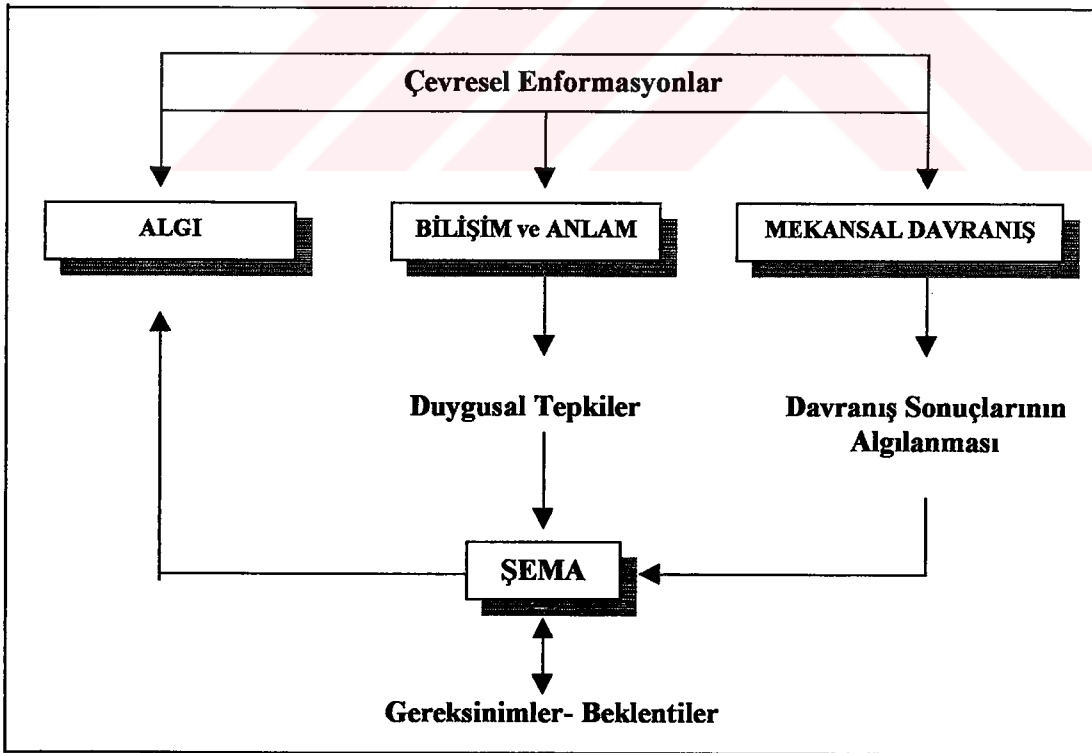 Çevresel Enformasyonlar
ALGI
BİLİŞİM ve ANLAM
MEKANSAL DAVRANIŞ
Duygusal Tepkiler
Davranış Sonuçlarının
Algılanması
ŞEMA
Gereksinimler- Beklentiler